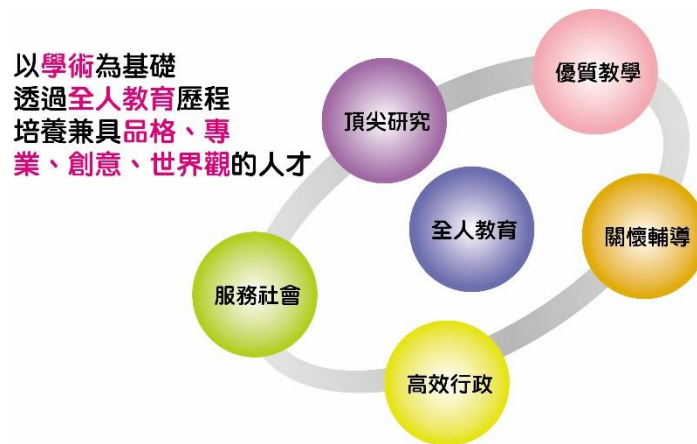 以學術為基礎
透過全人教育歷程
培養兼具品格、專
業、創意、世界觀的人才
優質教學
頂尖研究
全人教育
關懷輔導
服務社會
高效行政